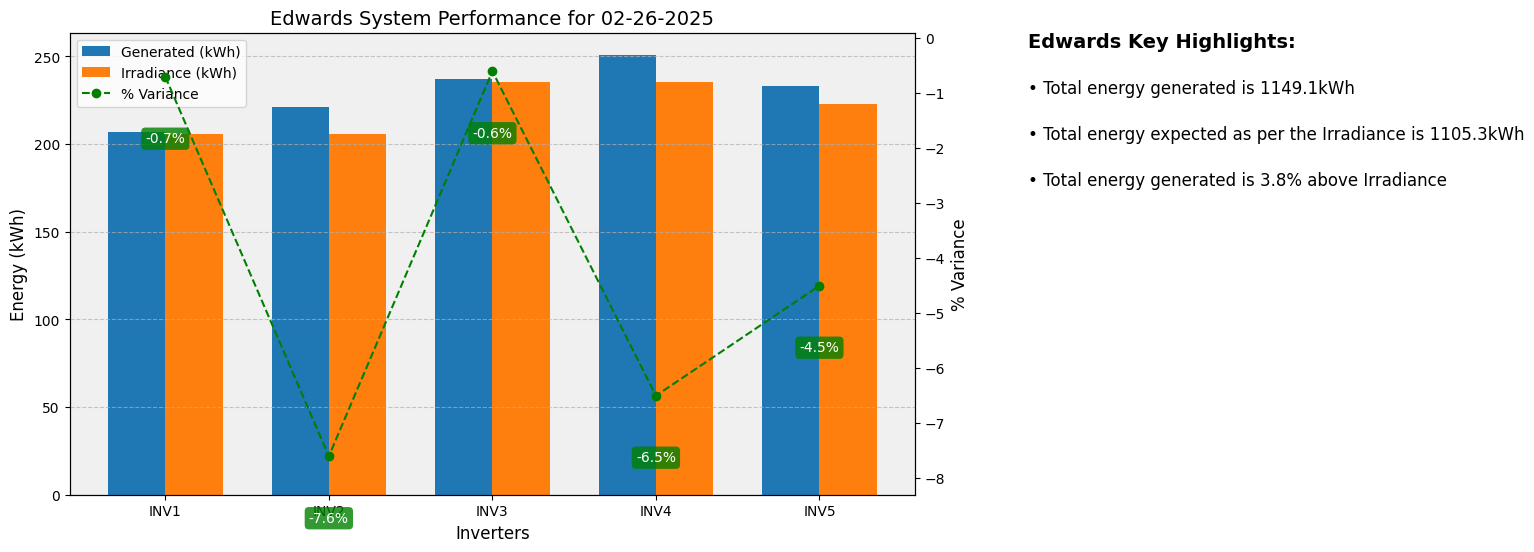 Edwards System Performance for 02-26-2025
Generated (kWh)
Irradiance (kWh)
% Variance
Energy (kWh)
250
200
150
100
50
0
-0.7%
-7.6%
-0.6%
-6.5%
-4.5%
0
−1
−2
−3
−4
−5
−6
−7
−8
% Variance
INV1
INV2
INV3
INV4
INV5
Inverters
Edwards Key Highlights:
• Total energy generated is 1149.1kWh
• Total energy expected as per the Irradiance is 1105.3kWh
• Total energy generated is 3.8% above Irradiance